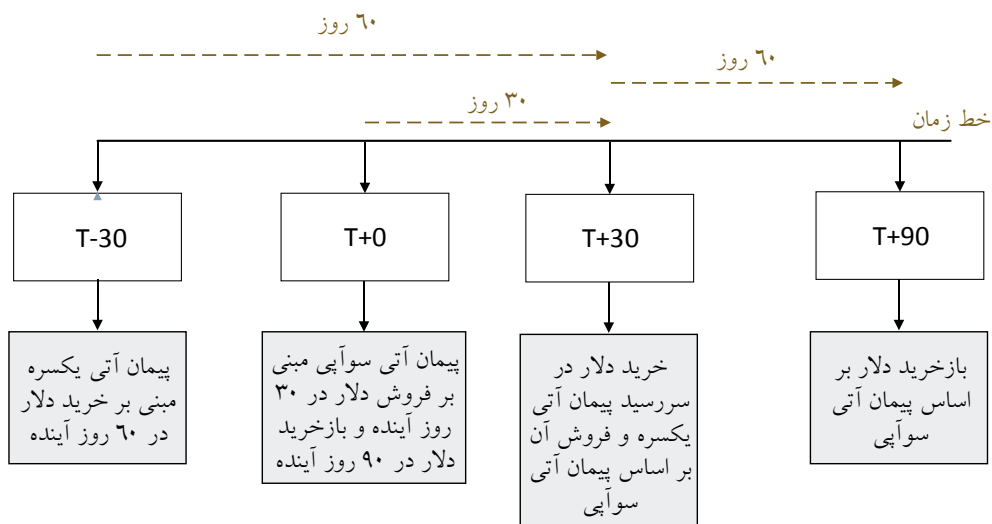 ۶۰ روز
۶۰ روز
۳۰ روز
خط زمان
T-30
T+0
T+30
T+90
پیمان آتی یکسره
مبنی بر خرید دلار
در ۶۰ روز آینده
پیمان آتی سوآپی مبنی
بر فروش دلار در ۳۰
روز آینده و بازخرید
دلار در ۹۰ روز آینده
خرید دلار در
سررسید پیمان آتی
یکسره و فروش آن
بر اساس پیمان آتی
سوآپی
بازخرید دلار بر
اساس پیمان آتی
سوآپی